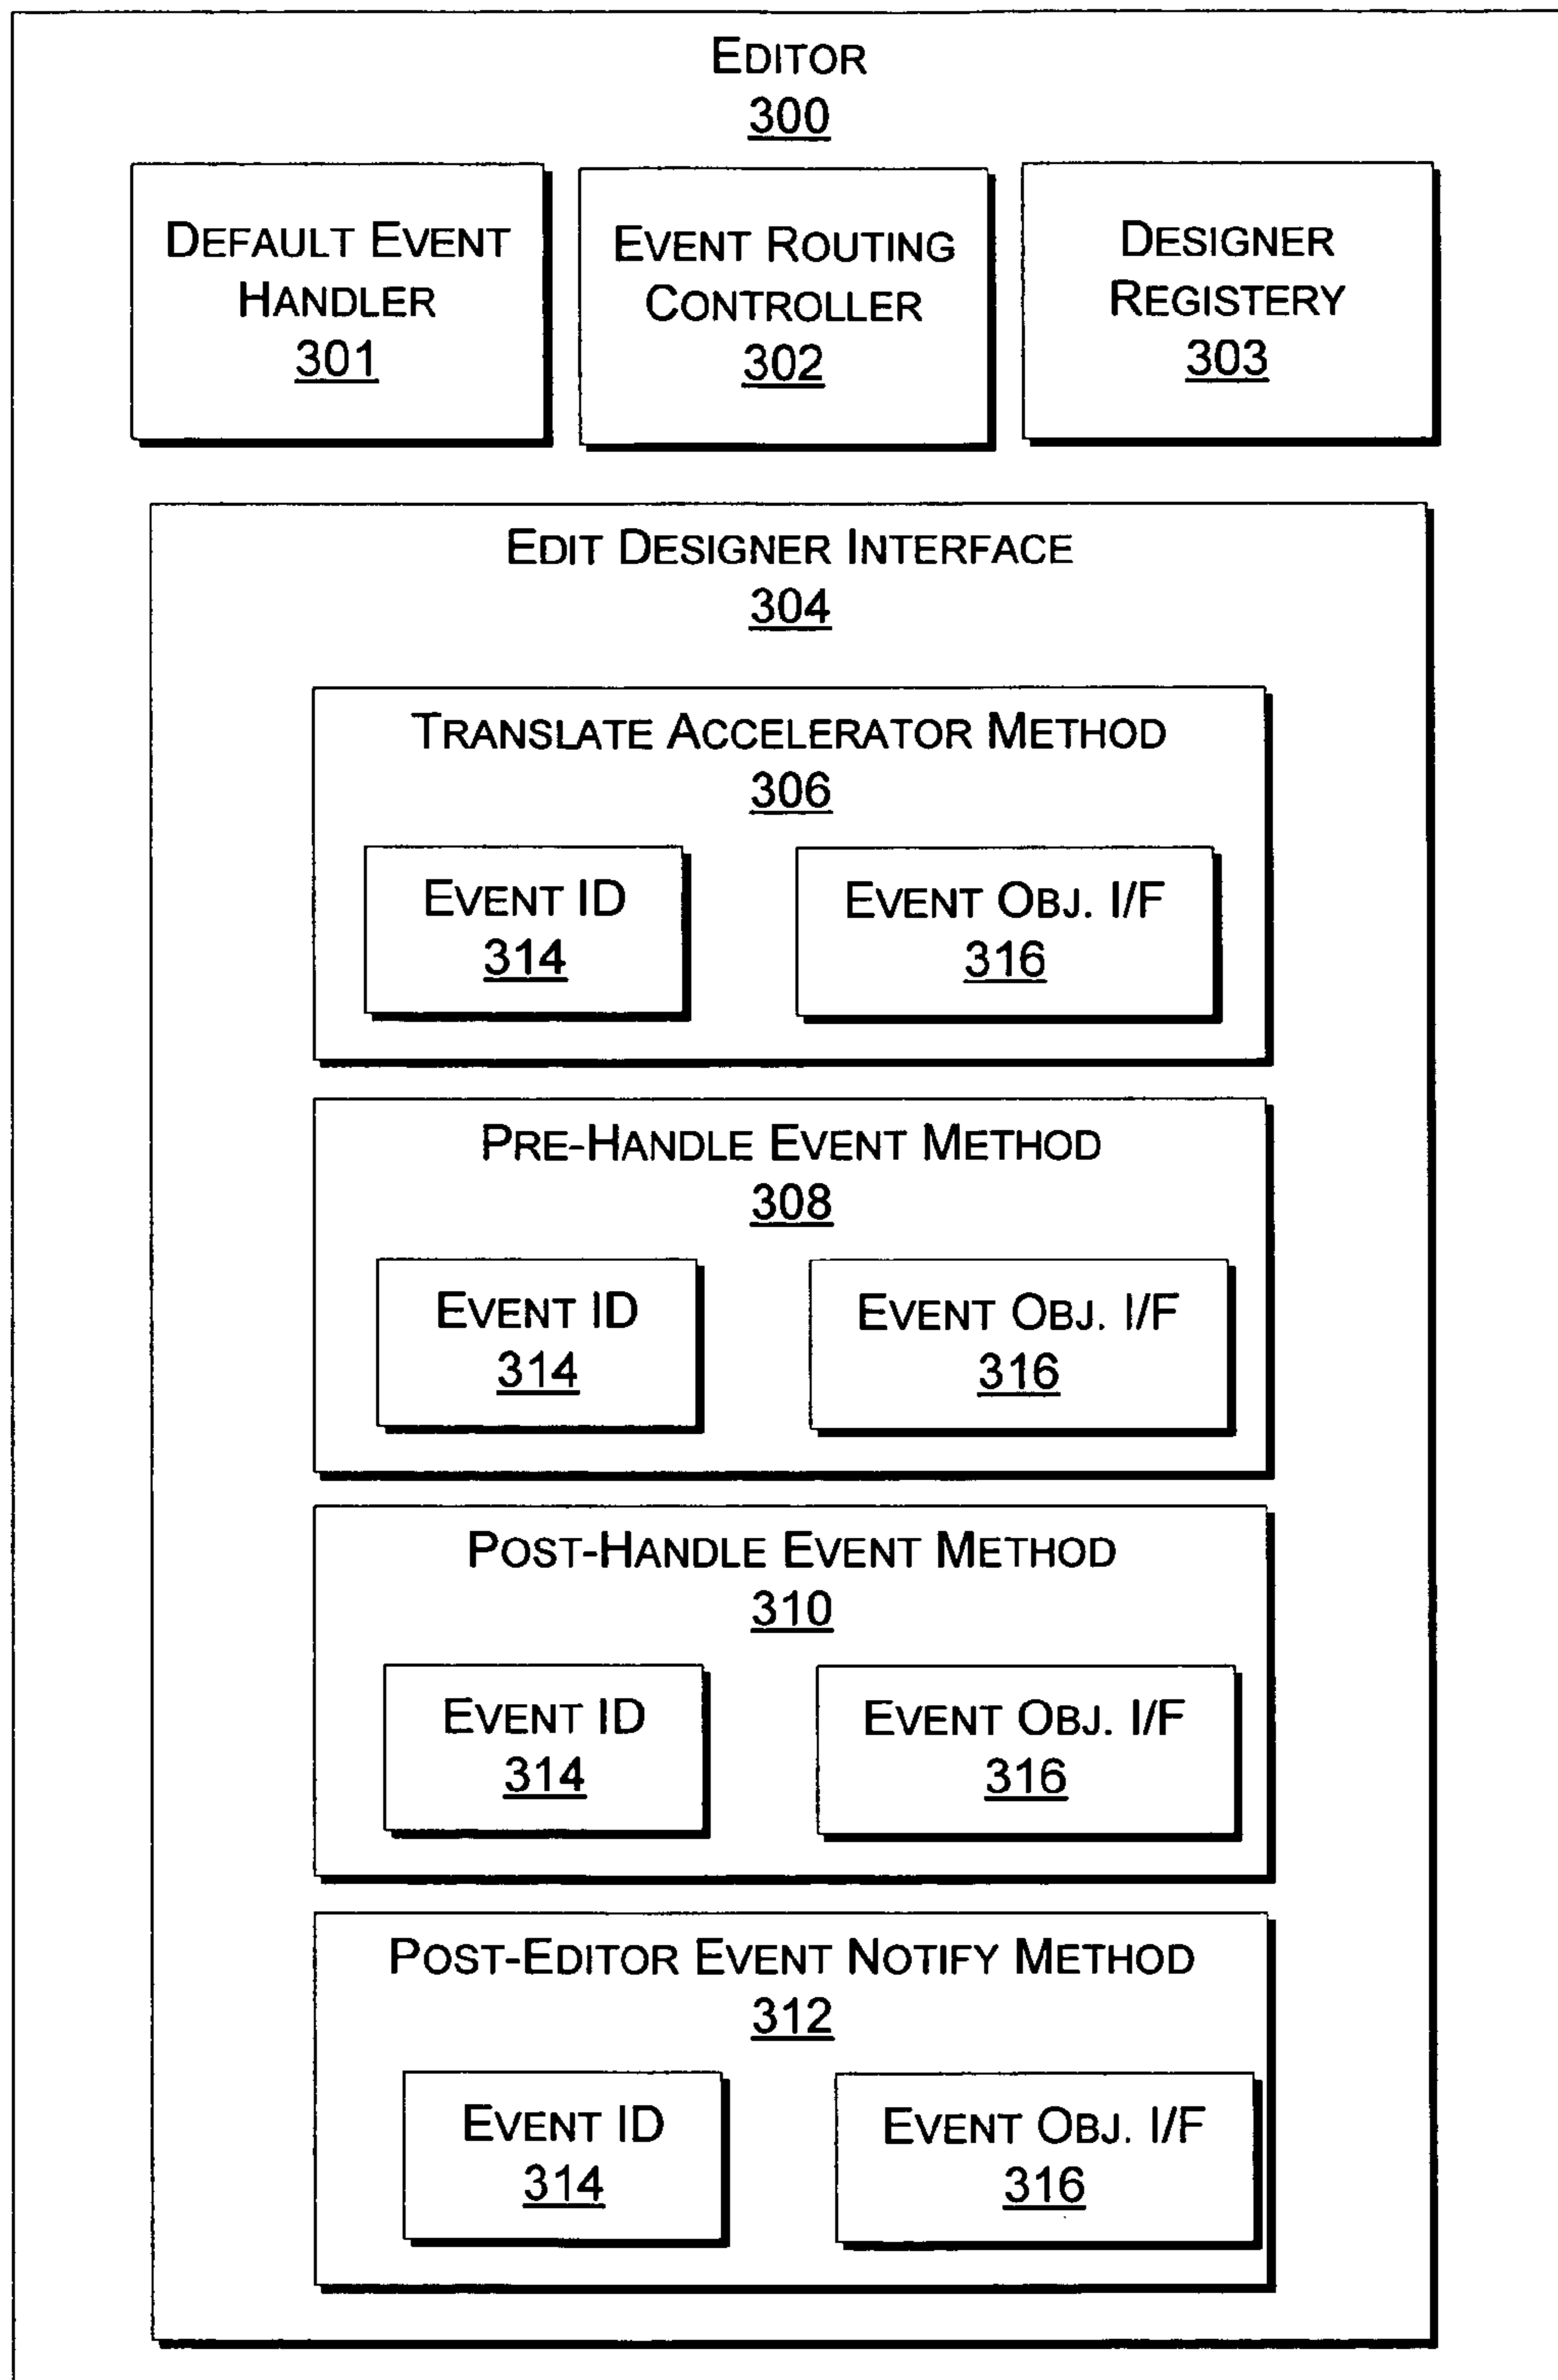 EDITOR
300
DEFAULT EVENT
HANDLER
301
EVENT ROUTING
CONTROLLER
302
DESIGNER
REGISTERY
303
EDIT DESIGNER INTERFACE
304
TRANSLATE ACCELERATOR METHOD
306
EVENT ID
314
EVENT OBJ. I/F
316
PRE-HANDLE EVENT METHOD
308
EVENT ID
314
EVENT OBJ. I/F
316
POST-HANDLE EVENT METHOD
310
EVENT ID
314
EVENT OBJ. I/F
316
POST-EDITOR EVENT NOTIFY METHOD
312
EVENT ID
314
EVENT OBJ. I/F
316